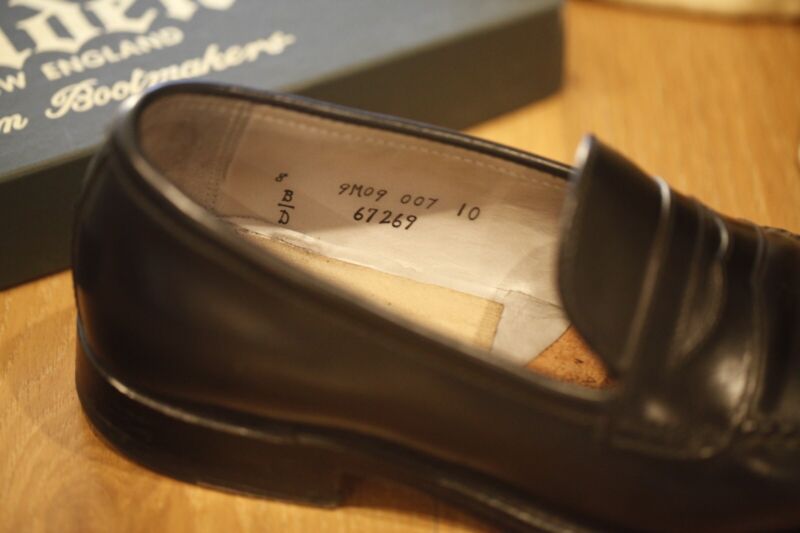 NEW ENGLAND
Bootmakers
8 9M09 007 10
B 67269
D